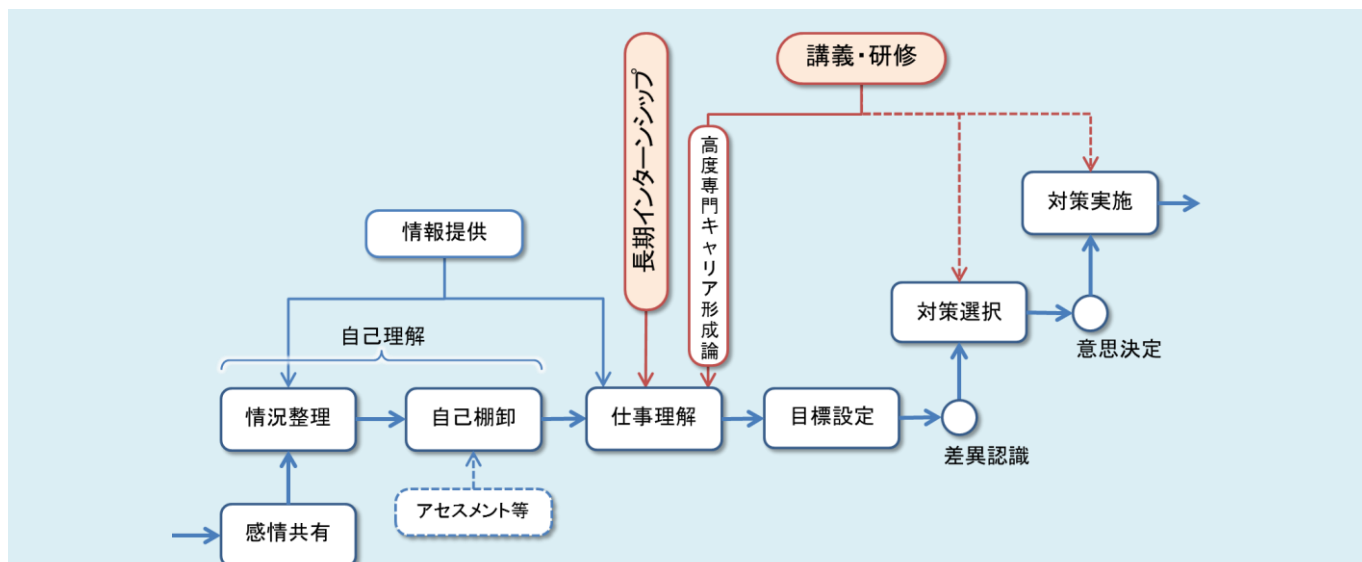 講義・研修
長期インターンシップ
高度専門キャリア形成論
対策実施
情報提供
対策選択
意思決定
自己理解
情況整理
自己棚卸
仕事理解
目標設定
差異認識
アセスメント等
感情共有